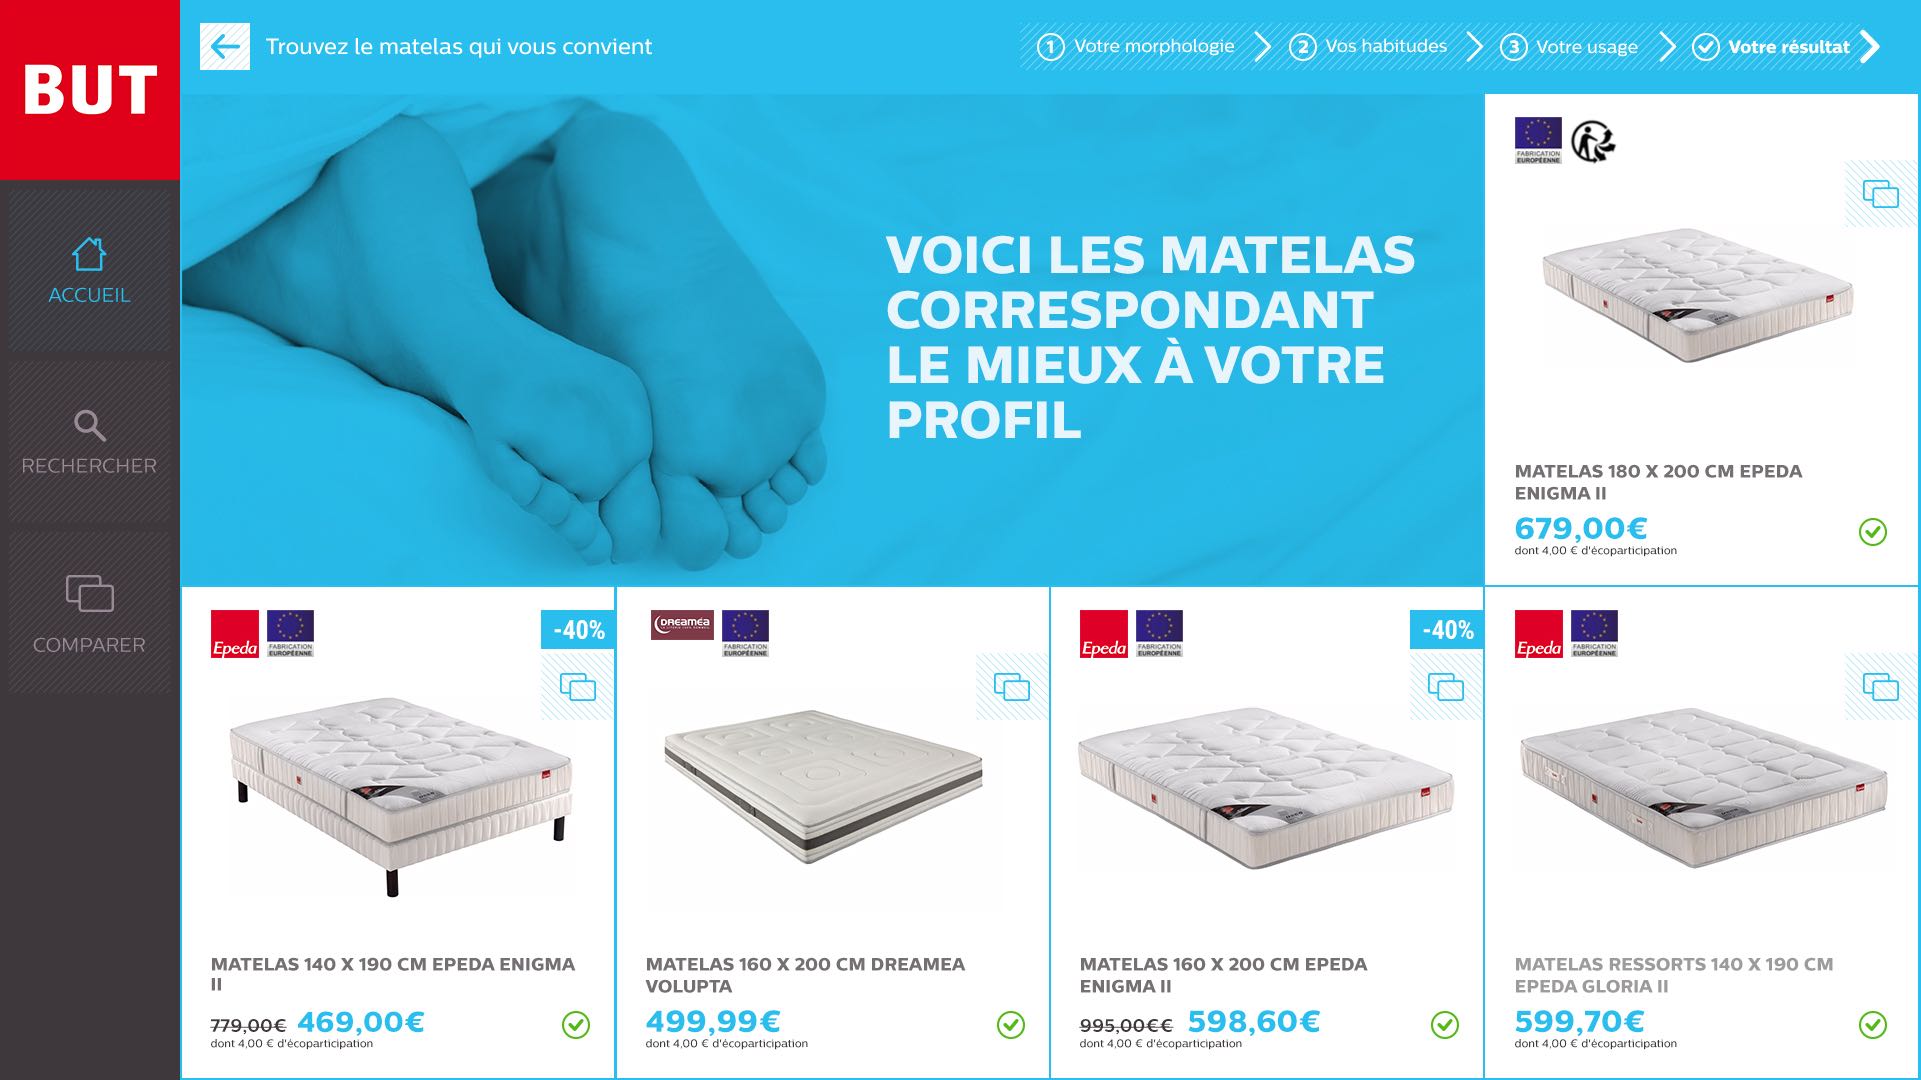 BUT
Trouvez le matelas qui vous convient
1 Votre morphologie
2 Vos habitudes
3 Votre usage
Votre résultat
ACCUEIL
RECHERCHER
COMPARER
VOICI LES MATELAS
CORRESPONDANT
LE MIEUX À VOTRE
PROFIL
FABRICATION
EUROPÉENNE
MATELAS 180 X 200 CM EPEDA
ENIGMA II
679,00€
dont 4,00 € d'écoparticipation
Epeda
FABRICATION
EUROPÉENNE
-40%
MATELAS 140 X 190 CM EPEDA ENIGMA
II
779,00€ 469,00€
dont 4,00 € d'écoparticipation
DREAMEA
FABRICATION
EUROPÉENNE
MATELAS 160 X 200 CM DREAMEA
VOLUPTA
499,99€
dont 4,00 € d'écoparticipation
Epeda
FABRICATION
EUROPÉENNE
-40%
Epeda
MATELAS 160 X 200 CM EPEDA
ENIGMA II
995,00€€ 598,60€
dont 4,00 € d'écoparticipation
Epeda
FABRICATION
EUROPÉENNE
MATELAS RESSORTS 140 X 190 CM
EPEDA GLORIA II
599,70€
dont 4,00 € d'écoparticipation